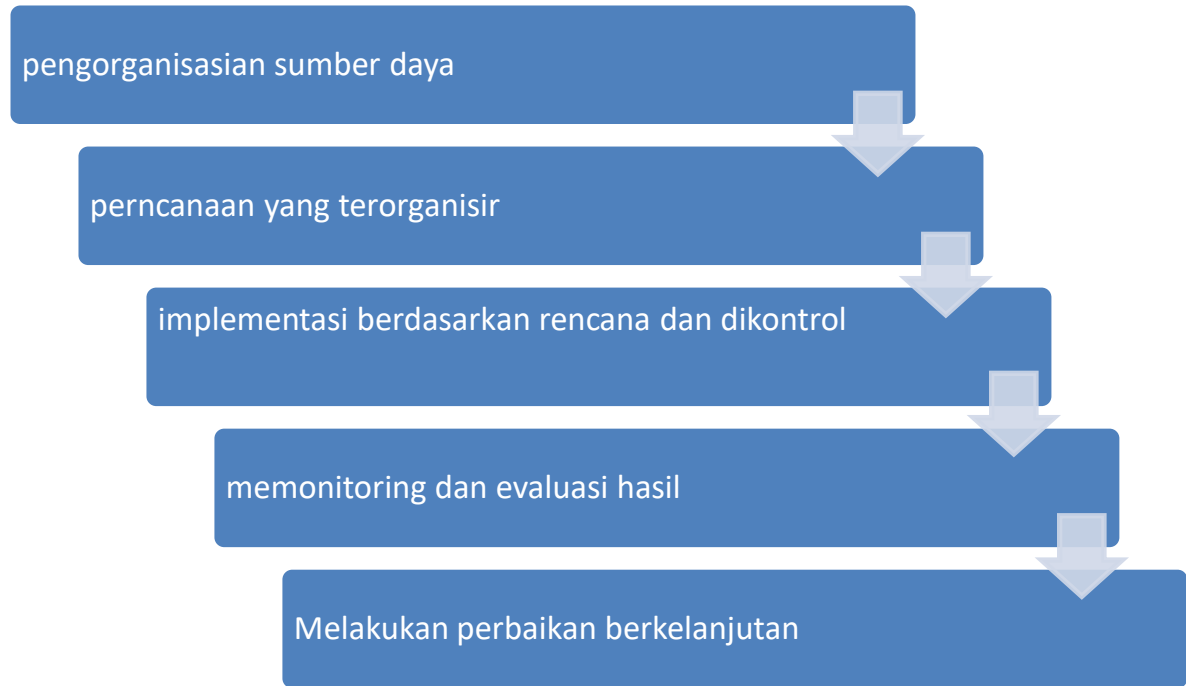 pengorganisasian sumber daya
perncanaan yang terorganisir
implementasi berdasarkan rencana dan dikontrol
memonitoring dan evaluasi hasil
Melakukan perbaikan berkelanjutan